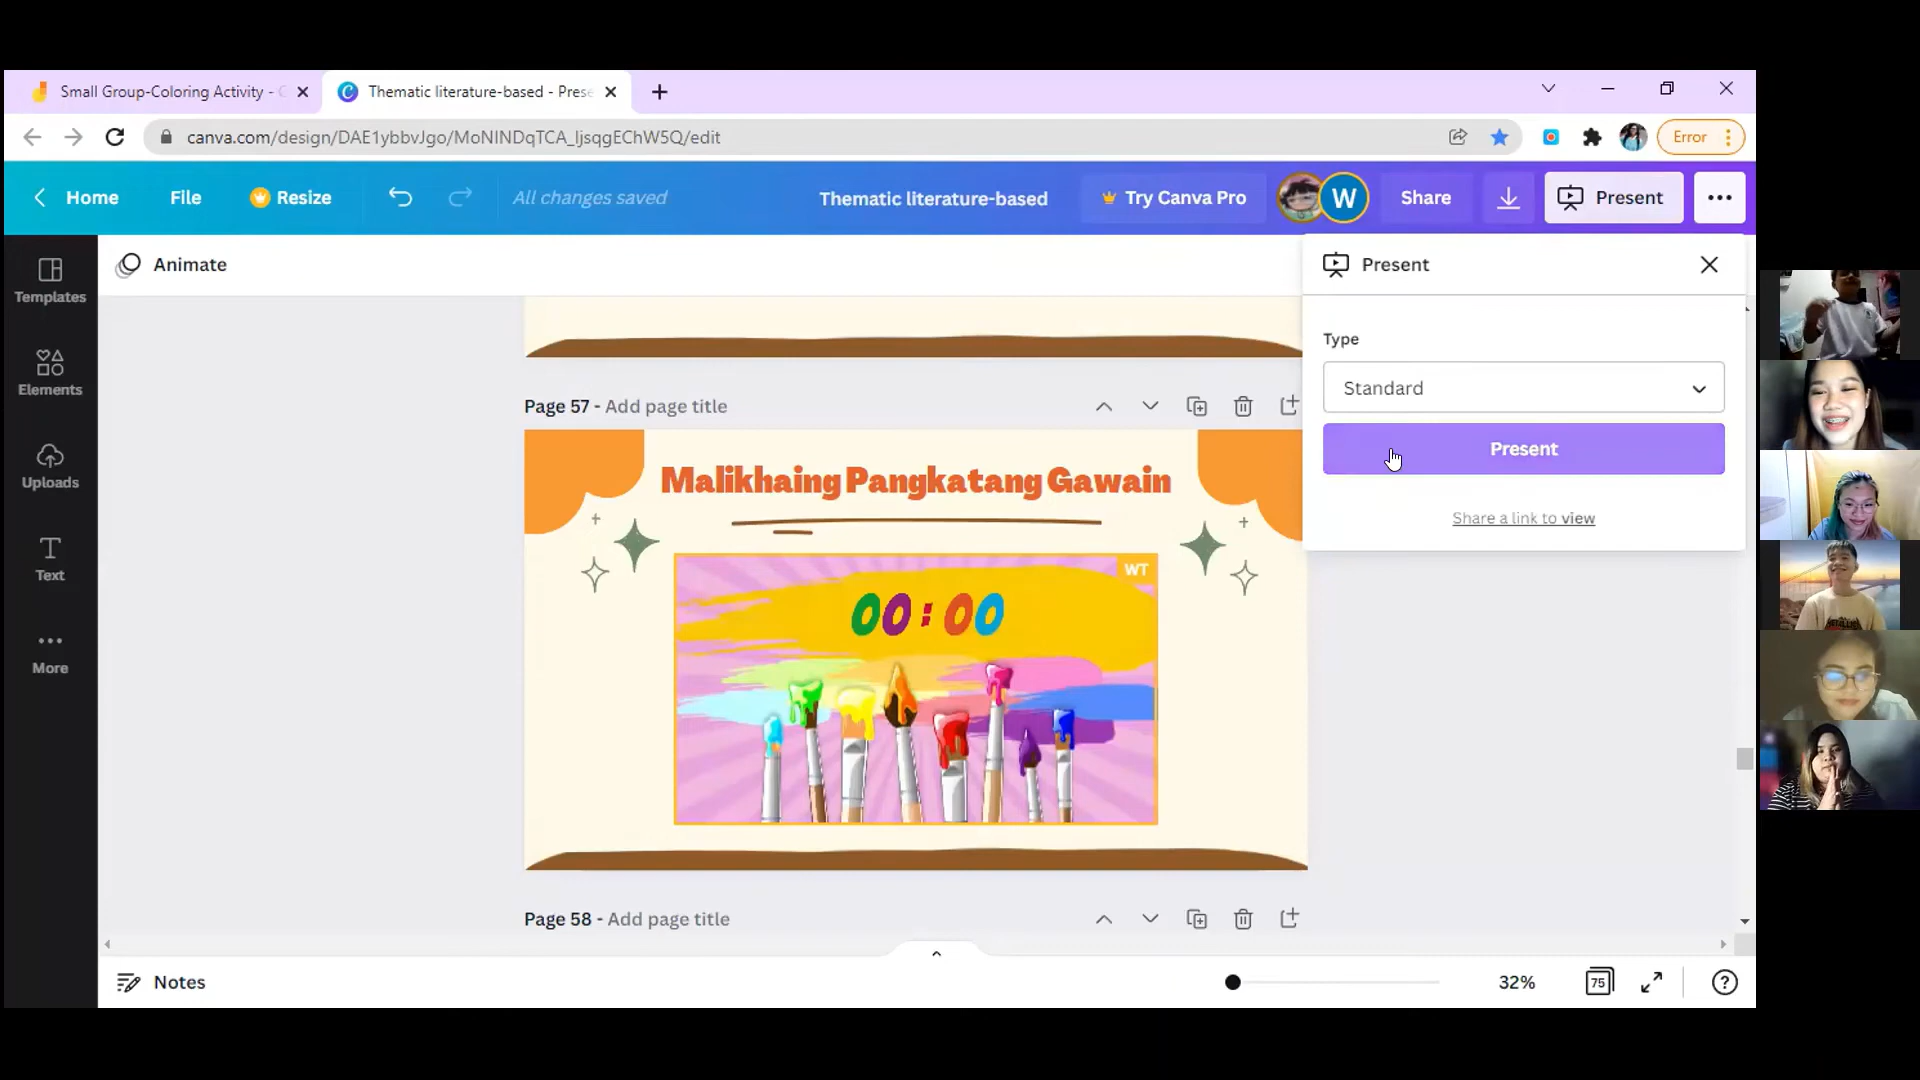 Small Group-Coloring Activity - C
Thematic literature-based - Prese
canva.com/design/DAE1ybbvJgo/MoNINDqTCA_ljsqgEChW5Q/edit
Error
Home
File
Resize
All changes saved
Thematic literature-based
Try Canva Pro
W
Share
Present
Animate
Present
Templates
Elements
Uploads
Text
More
Type
Standard
Present
Share a link to view
Page 57 - Add page title
Malikhaing Pangkatang Gawain
WT
00:00
Page 58 - Add page title
Notes
32%
75
?